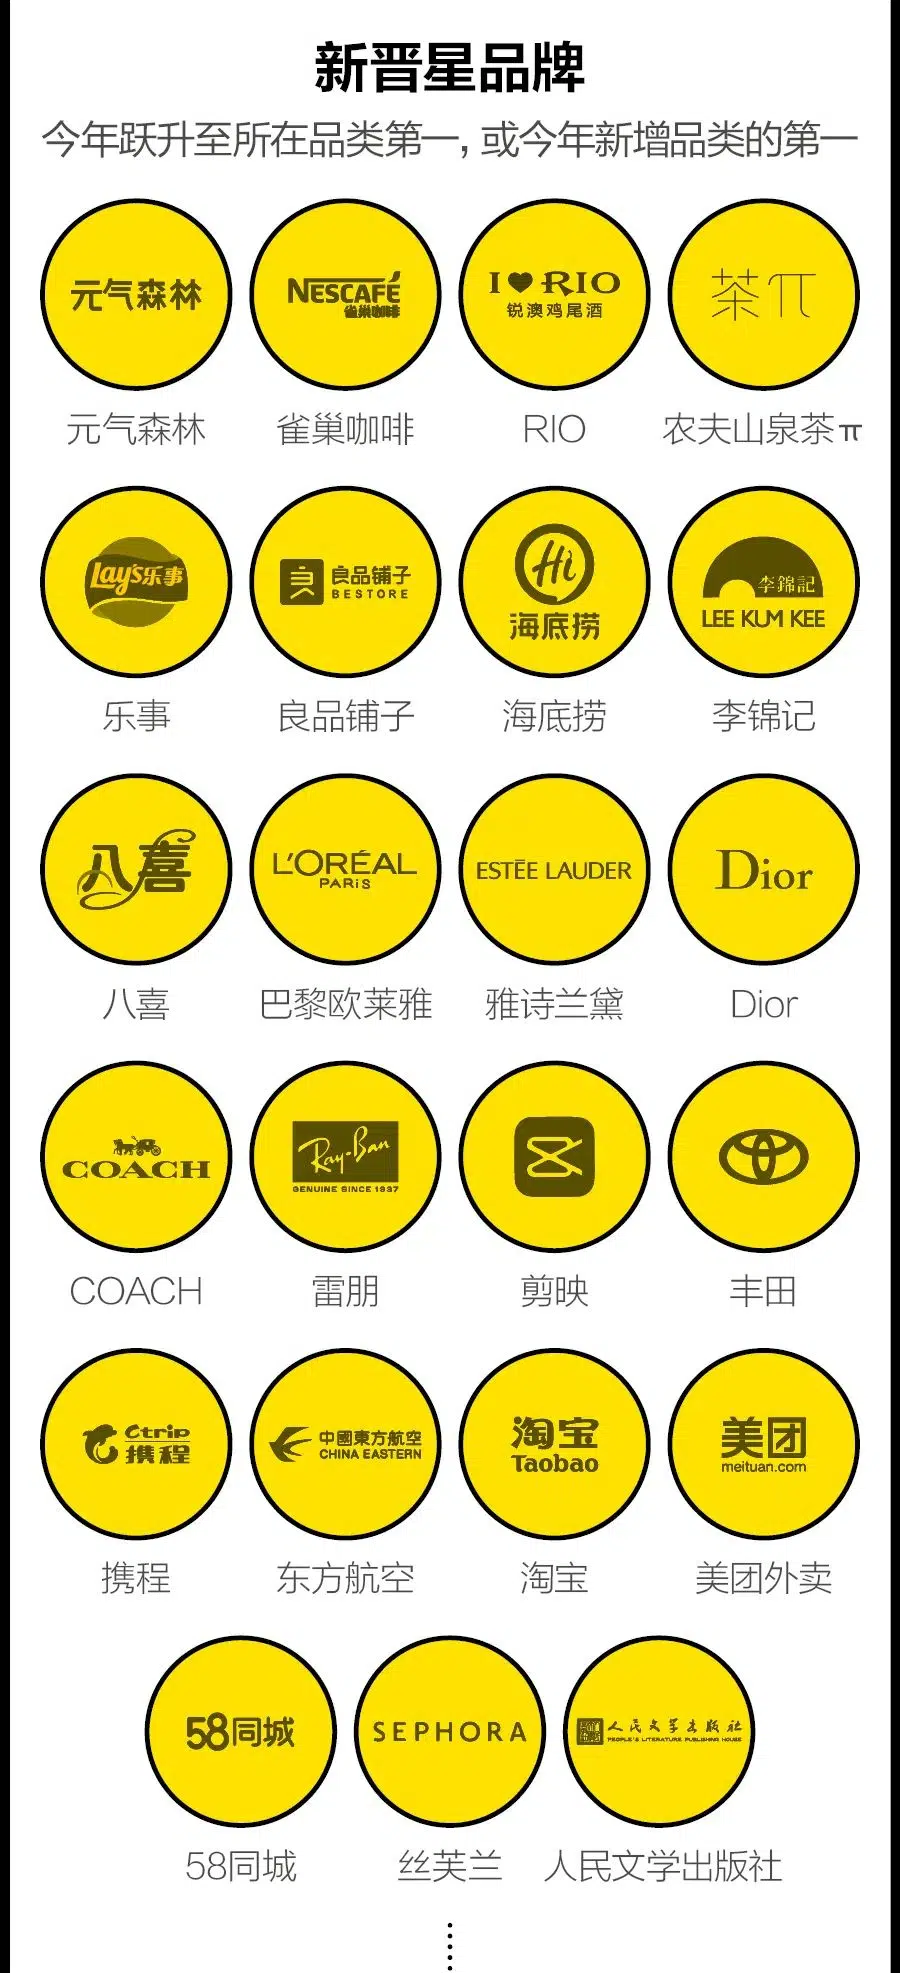 新晋星品牌
今年跃升至所在品类第一，或今年新增品类的第一
元气森林
NESCAFÉ
雀巢咖啡
I♥RIO
锐澳鸡尾酒
茶π
元气森林
雀巢咖啡
RIO
农夫山泉茶π
Lay's乐事
良
良品铺子
BESTORE
Hi
海底捞
李錦記
LEE KUM KEE
乐事
良品铺子
海底捞
李锦记
八喜
L'ORÉAL
PARiS
ESTĒE LAUDER
Dior
八喜
巴黎欧莱雅
雅诗兰黛
Dior
COACH
Ray-Ban
GENUINE SINCE 1937
COACH
雷朋
剪映
丰田
Ctrip
携程
中國東方航空
CHINA EASTERN
淘宝
Taobao
美团
meituan.com
携程
东方航空
淘宝
美团外卖
58同城
SEPHORA
人民文学出版社
PEOPLE'S LITERATURE PUBLISHING HOUSE
58同城
丝芙兰
人民文学出版社